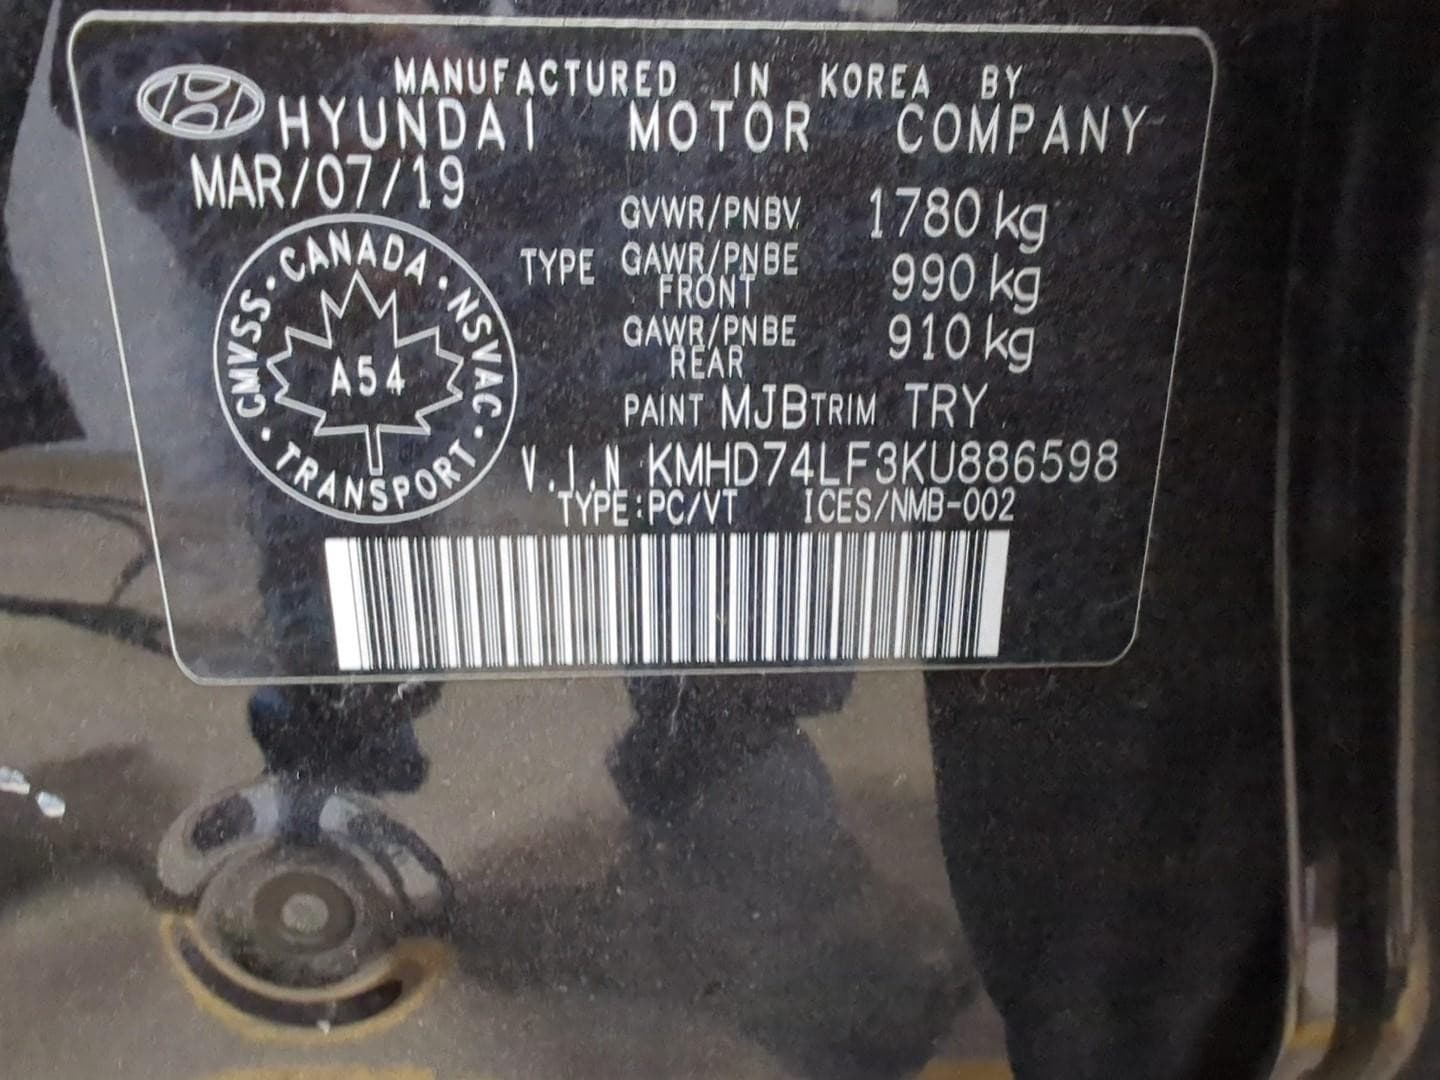 MANUFACTURED IN KOREA BY
HYUNDAI MOTOR COMPANY
MAR/07/19
GVWR/PNBV 1780 kg
TYPE GAWR/PNBE FRONT 990 kg
GAWR/PNBE REAR 910 kg
PAINT MJB TRIM TRY
V.I.N KMHD74LF3KU886598
TYPE:PC/VT ICES/NMB-002
CANADA · NSVAC · TRANSPORT · CMVSS ·
A54